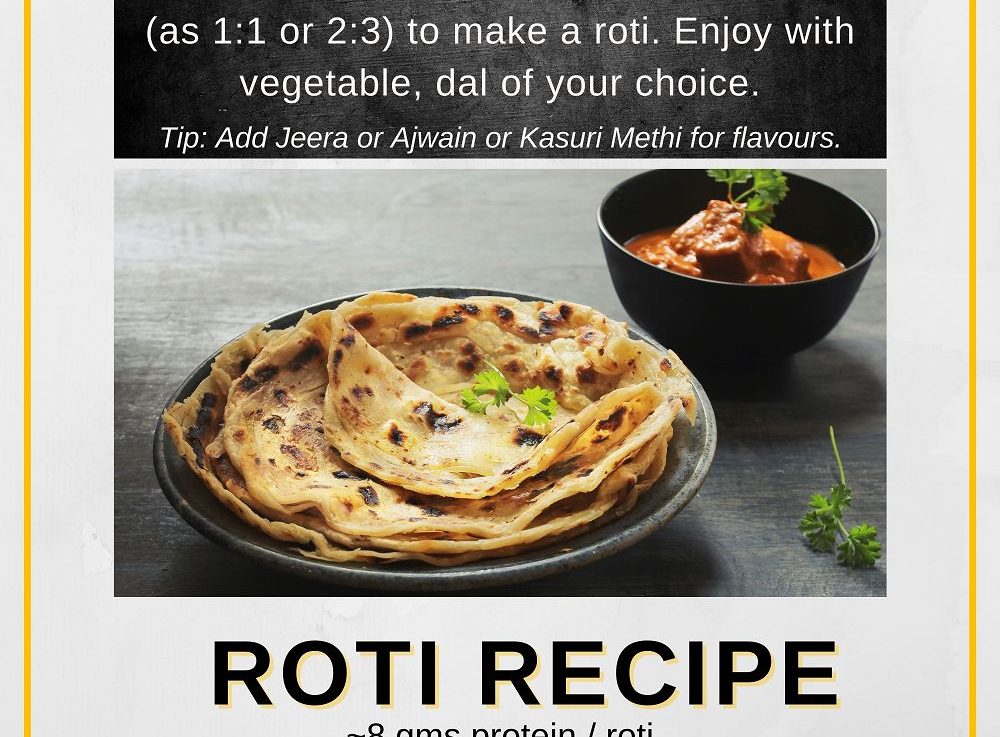 (as 1:1 or 2:3) to make a roti. Enjoy with
vegetable, dal of your choice.
Tip: Add Jeera or Ajwain or Kasuri Methi for flavours.
ROTI RECIPE
~8 gms protein / roti